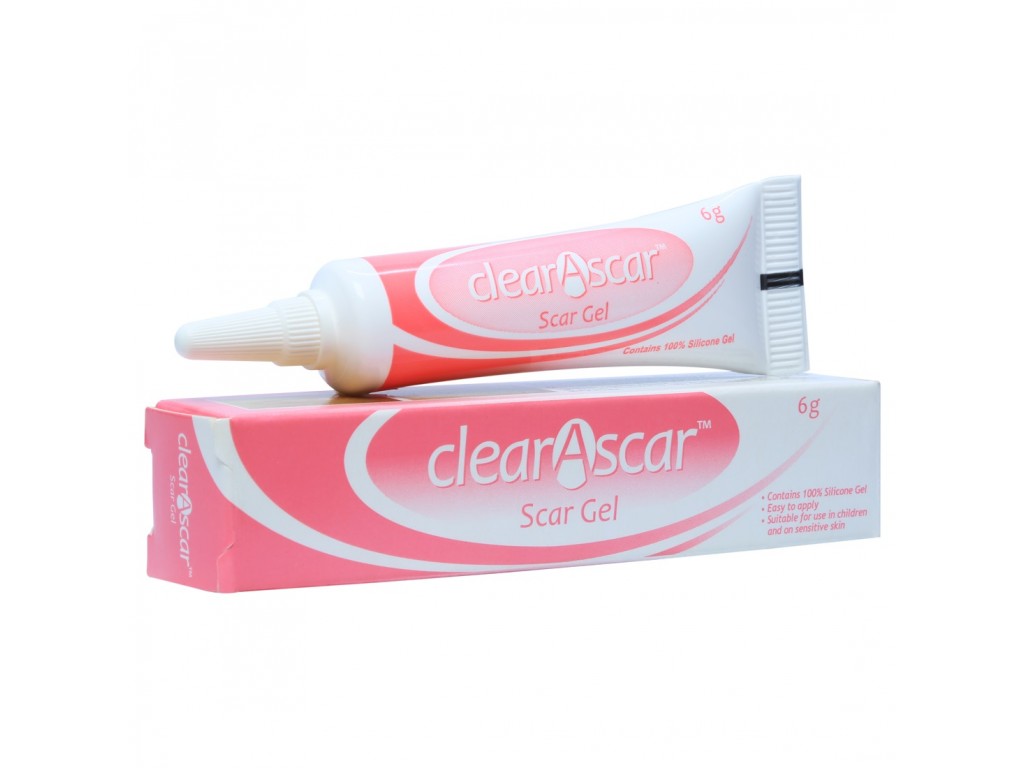 6g
clearAscar™
Scar Gel
Contains 100% Silicone Gel
6g
clearAscar™
Scar Gel
• Contains 100% Silicone Gel
• Easy to apply
• Suitable for use in children
and on sensitive skin
clearAscar™
Scar Gel